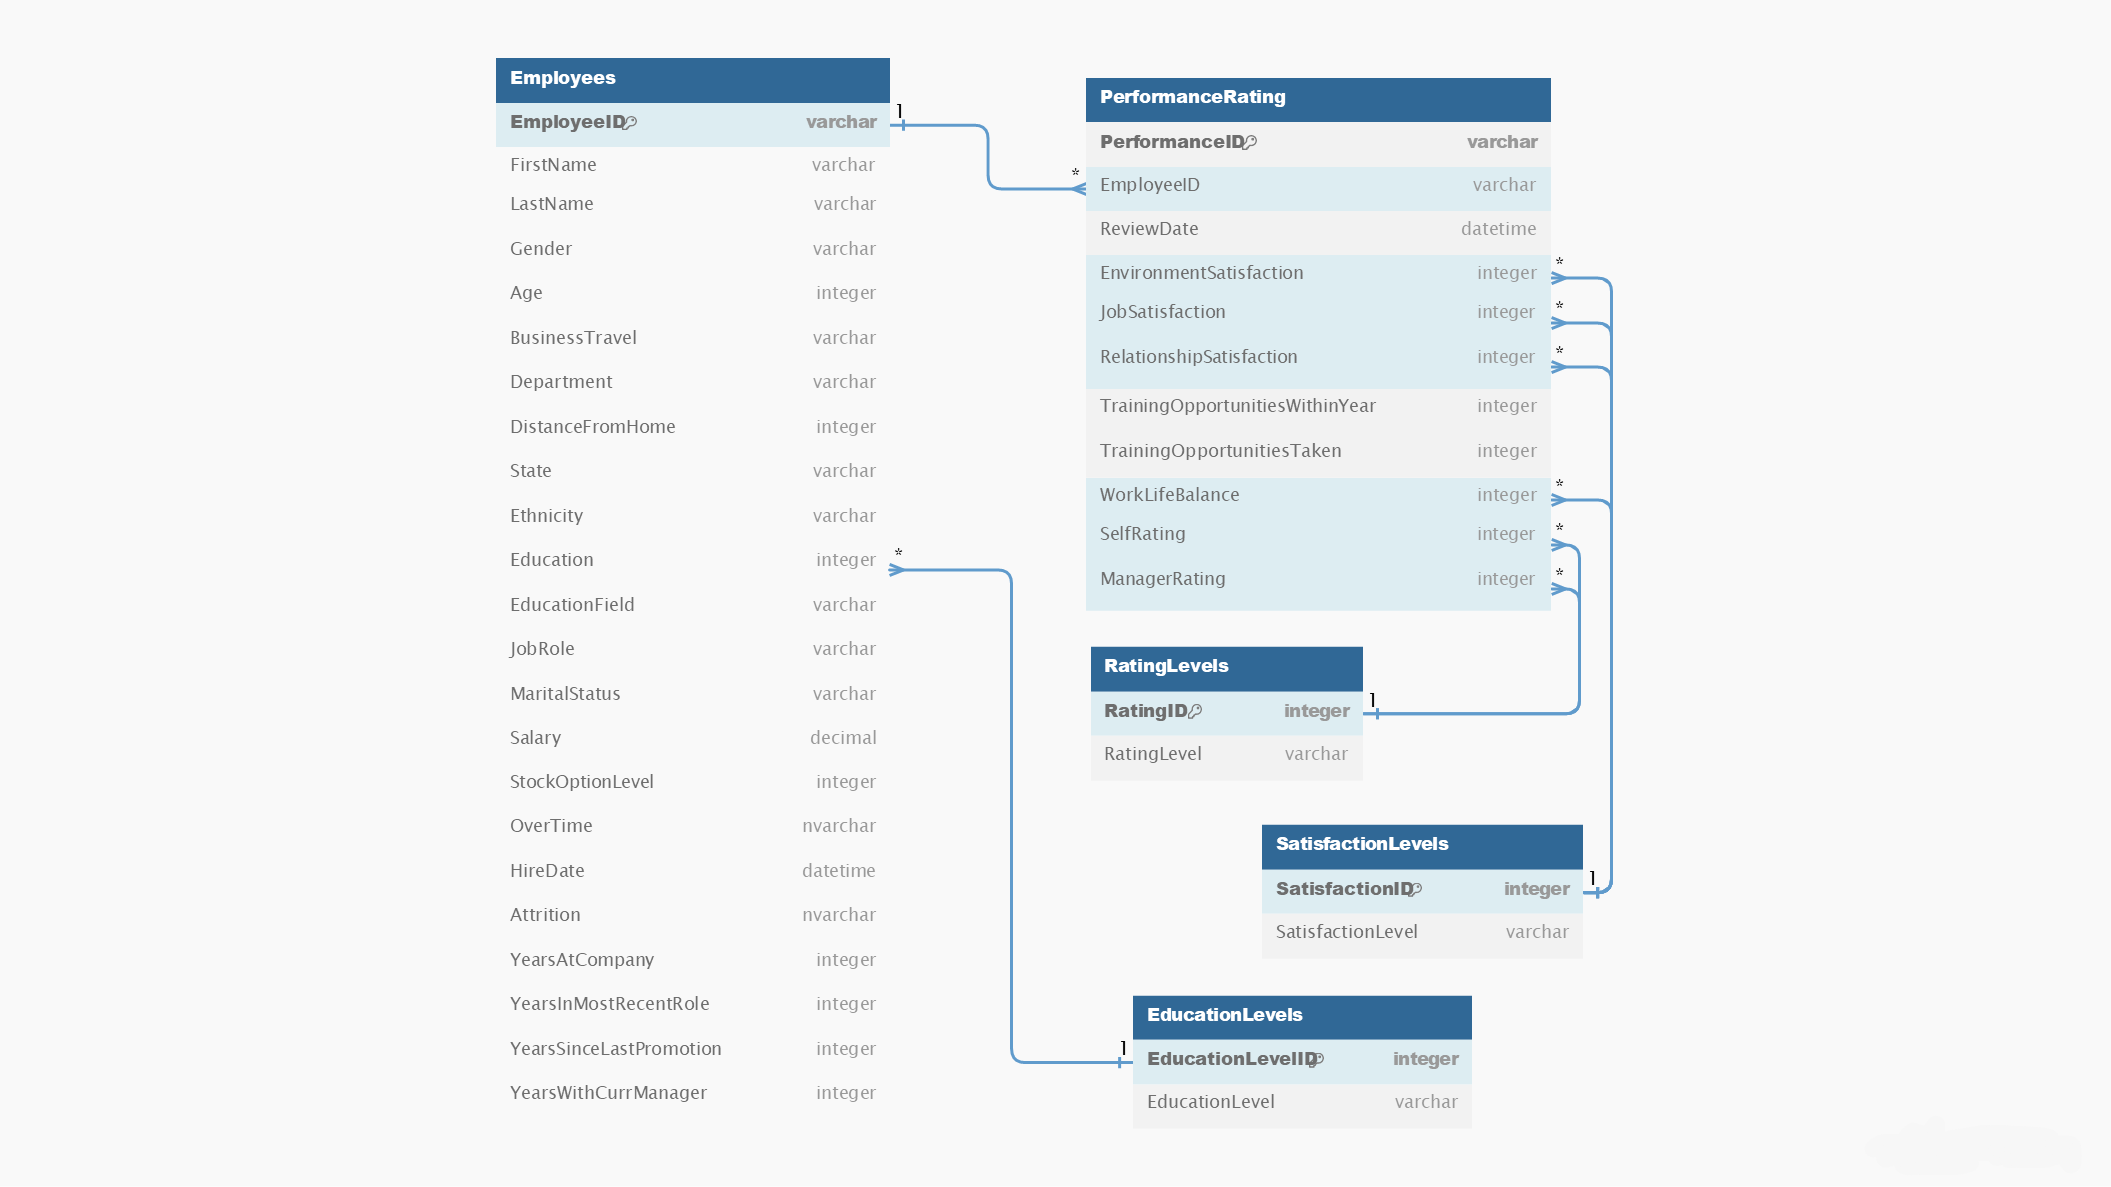 Employees
EmployeeID varchar
FirstName varchar
LastName varchar
Gender varchar
Age integer
BusinessTravel varchar
Department varchar
DistanceFromHome integer
State varchar
Ethnicity varchar
Education integer
EducationField varchar
JobRole varchar
MaritalStatus varchar
Salary decimal
StockOptionLevel integer
OverTime nvarchar
HireDate datetime
Attrition nvarchar
YearsAtCompany integer
YearsInMostRecentRole integer
YearsSinceLastPromotion integer
YearsWithCurrManager integer
1
*
*
1
PerformanceRating
PerformanceID varchar
EmployeeID varchar
ReviewDate datetime
EnvironmentSatisfaction integer *
JobSatisfaction integer *
RelationshipSatisfaction integer *
TrainingOpportunitiesWithinYear integer
TrainingOpportunitiesTaken integer
WorkLifeBalance integer *
SelfRating integer *
ManagerRating integer *
RatingLevels
RatingID integer 1
RatingLevel varchar
SatisfactionLevels
SatisfactionID integer 1
SatisfactionLevel varchar
EducationLevels
EducationLevelID integer
EducationLevel varchar